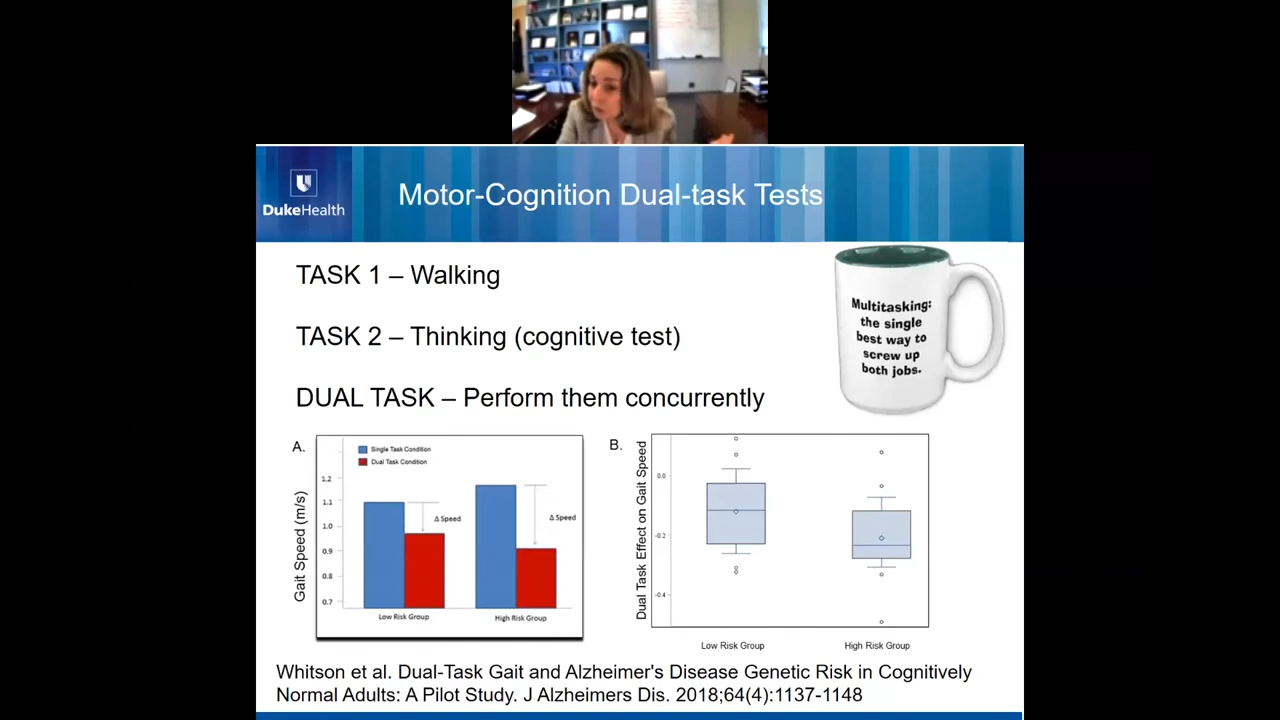 DukeHealth
Motor-Cognition Dual-task Tests
TASK 1 – Walking
TASK 2 – Thinking (cognitive test)
DUAL TASK – Perform them concurrently
Multitasking:
the single
best way to
screw up
both jobs.
A.
Single Task Condition
Dual Task Condition
Gait Speed (m/s)
1.2
1.1
1.0
0.9
0.8
0.7
Δ Speed
Δ Speed
Low Risk Group
High Risk Group
B.
Dual Task Effect on Gait Speed
0.0
-0.2
-0.4
Low Risk Group
High Risk Group
Whitson et al. Dual-Task Gait and Alzheimer's Disease Genetic Risk in Cognitively
Normal Adults: A Pilot Study. J Alzheimers Dis. 2018;64(4):1137-1148